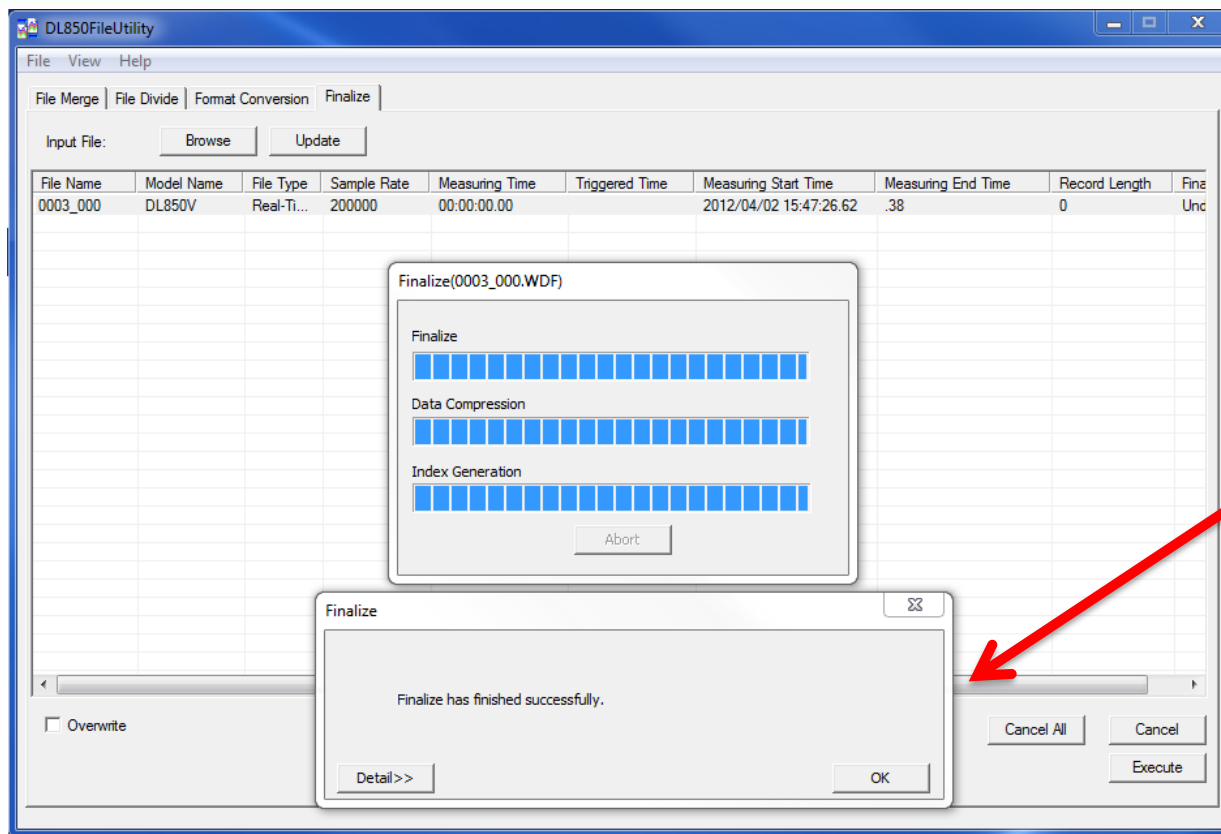 DL850FileUtility
File View Help
File Merge File Divide Format Conversion Finalize
Input File: Browse Update
File Name Model Name File Type Sample Rate Measuring Time Triggered Time Measuring Start Time Measuring End Time Record Length Fina
0003_000 DL850V Real-Ti... 200000 00:00:00.00 2012/04/02 15:47:26.62 .38 0 Und
Finalize(0003_000.WDF)
Finalize
Data Compression
Index Generation
Abort
Finalize
Finalize has finished successfully.
Detail>> OK
Overwrite
Cancel All Cancel
Execute